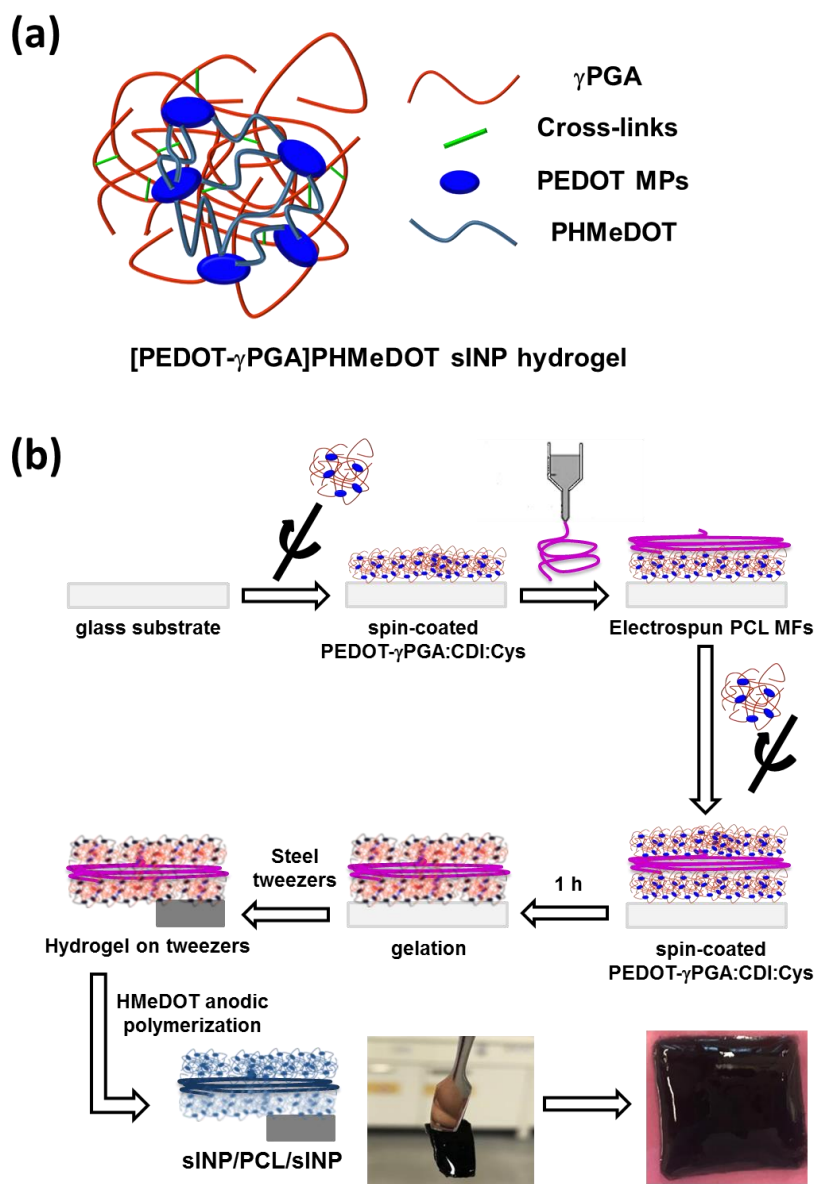 (a)
γPGA
Cross-links
PEDOT MPs
PHMeDOT
[PEDOT-γPGA]PHMeDOT sINP hydrogel
(b)
glass substrate
spin-coated
PEDOT-γPGA:CDI:Cys
Electrospun PCL MFs
Steel
tweezers
Hydrogel on tweezers
gelation
1 h
spin-coated
PEDOT-γPGA:CDI:Cys
HMeDOT anodic
polymerization
sINP/PCL/sINP